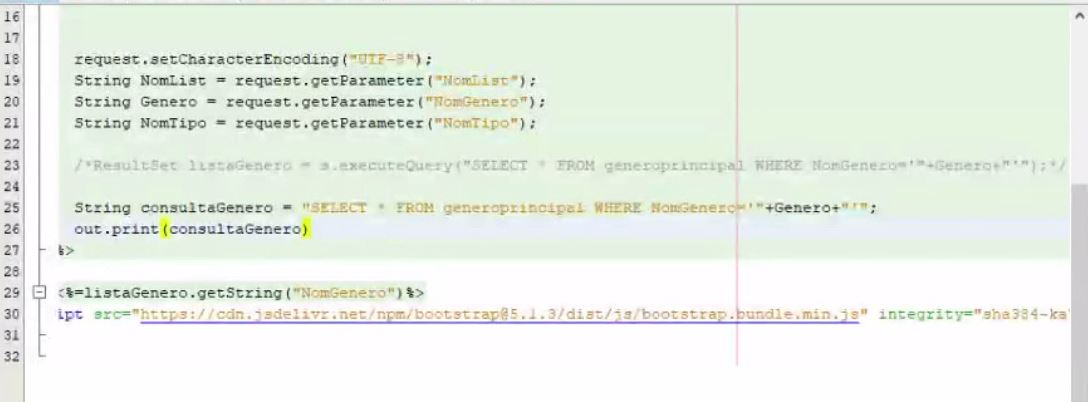 16
17
18 request.setCharacterEncoding("UTF-8");
19 String NomList = request.getParameter("NomList");
20 String Genero = request.getParameter("NomGenero");
21 String NomTipo = request.getParameter("NomTipo");
22
23 /*ResultSet listaGenero = s.executeQuery("SELECT * FROM generoprincipal WHERE NomGenero='"+Genero+"'");*/
24
25 String consultaGenero = "SELECT * FROM generoprincipal WHERE NomGenero='"+Genero+"'";
26 out.print(consultaGenero)
27 %>
28
29 <%=listaGenero.getString("NomGenero")%>
30 ipt src="https://cdn.jsdelivr.net/npm/bootstrap@5.1.3/dist/js/bootstrap.bundle.min.js" integrity="sha384-ka
31
32